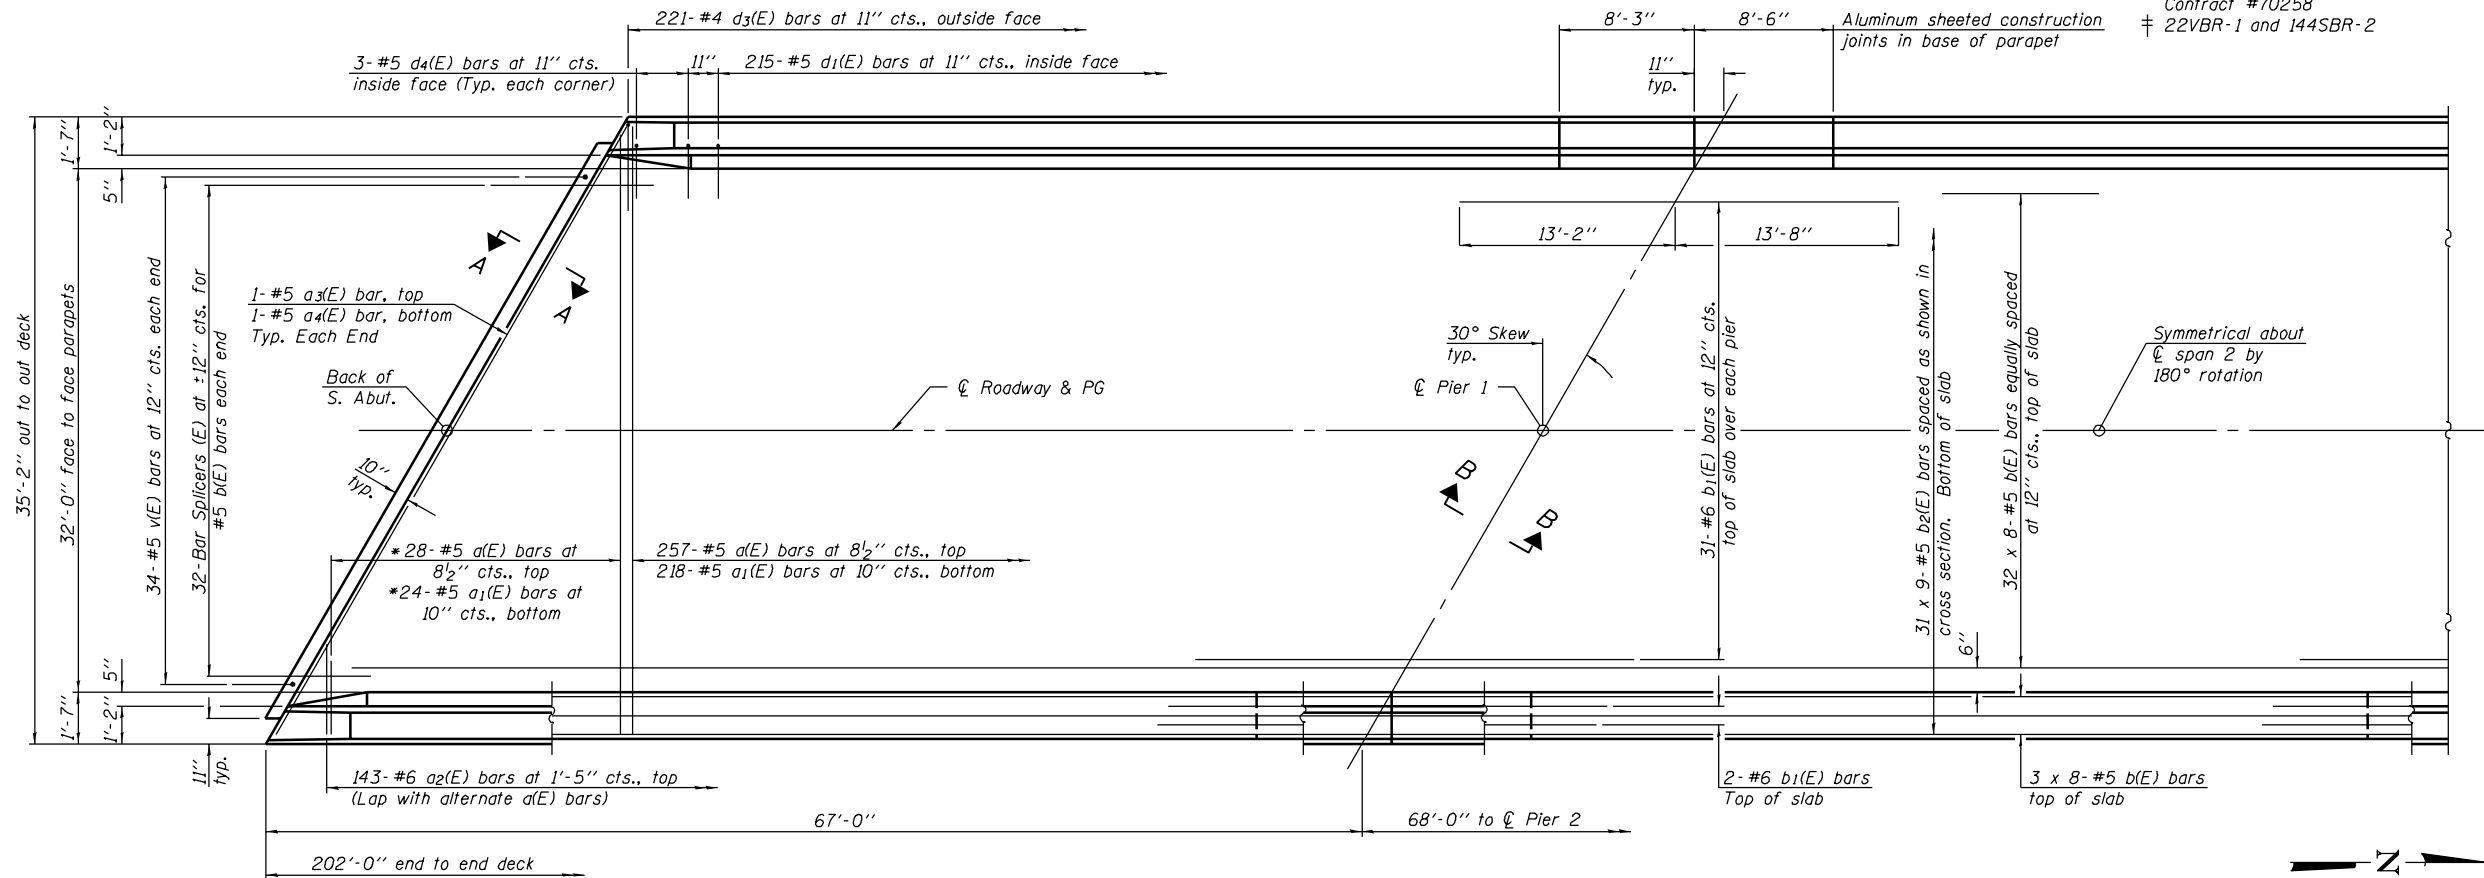 Contract #70258
‡ 22VBR-1 and 144SBR-2
221-#4 d3(E) bars at 11" cts., outside face
8'-3"
8'-6"
Aluminum sheeted construction
joints in base of parapet
3-#5 d4(E) bars at 11" cts.
inside face (Typ. each corner)
11"
215-#5 d1(E) bars at 11" cts., inside face
11"
typ.
1'-7"
1'-2"
5"
13'-2"
13'-8"
A
A
35'-2" out to out deck
32'-0" face to face parapets
34-#5 v(E) bars at 12" cts. each end
32-Bar Splicers (E) at ±12" cts. for
#5 b(E) bars each end
1-#5 a3(E) bar, top
1-#5 a4(E) bar, bottom
Typ. Each End
Back of
S. Abut.
10"
typ.
℄ Roadway & PG
30° Skew
typ.
℄ Pier 1
B
B
31-#6 b1(E) bars at 12" cts.
top of slab over each pier
31 x 9-#5 b2(E) bars spaced as shown in
cross section. Bottom of slab
32 x 8-#5 b(E) bars equally spaced
at 12" cts., top of slab
Symmetrical about
℄ span 2 by
180° rotation
*28-#5 a(E) bars at
8½" cts., top
*24-#5 a1(E) bars at
10" cts., bottom
257-#5 a(E) bars at 8½" cts., top
218-#5 a1(E) bars at 10" cts., bottom
6"
5"
1'-7"
1'-2"
11"
typ.
143-#6 a2(E) bars at 1'-5" cts., top
(Lap with alternate a(E) bars)
2-#6 b1(E) bars
Top of slab
3 x 8-#5 b(E) bars
top of slab
67'-0"
68'-0" to ℄ Pier 2
202'-0" end to end deck
N